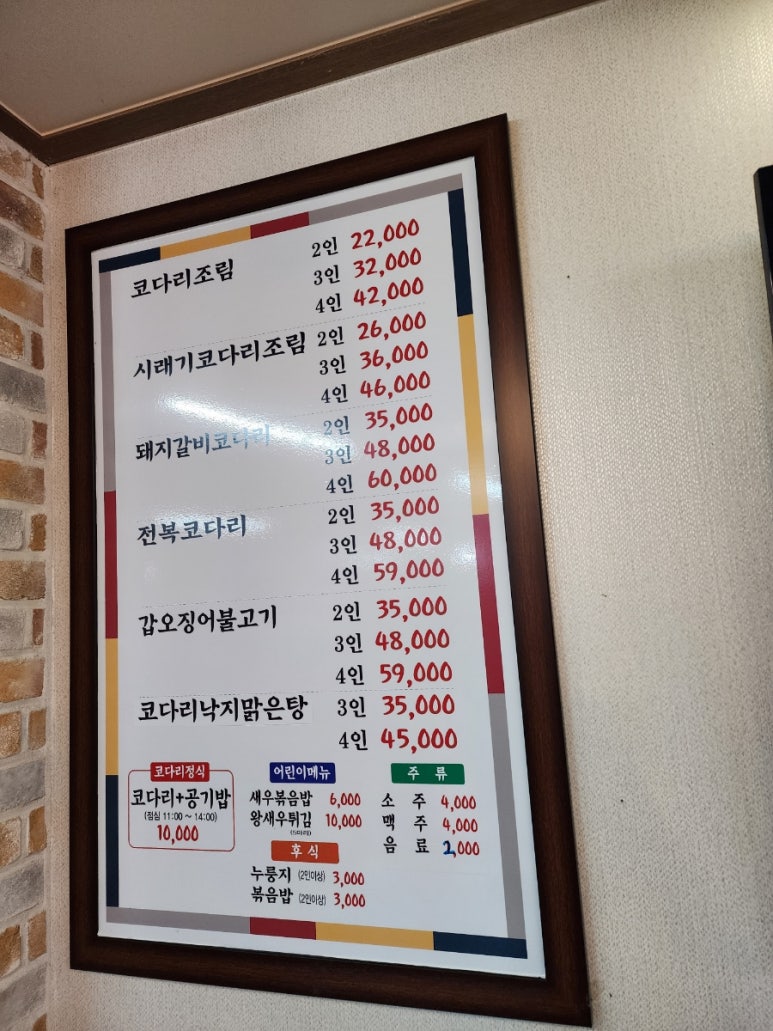 코다리조림 2인 22,000
3인 32,000
4인 42,000
시래기코다리조림 2인 26,000
3인 36,000
4인 46,000
돼지갈비코다리 2인 35,000
3인 48,000
4인 60,000
전복코다리 2인 35,000
3인 48,000
4인 59,000
갑오징어불고기 2인 35,000
3인 48,000
4인 59,000
코다리낙지맑은탕 3인 35,000
4인 45,000
코다리정식
코다리+공기밥
(점심 11:00 ~ 14:00)
10,000
어린이메뉴
새우볶음밥 6,000
왕새우튀김 10,000
후식
누룽지 (2인이상) 3,000
볶음밥 (2인이상) 3,000
주 류
소 주 4,000
맥 주 4,000
음 료 2,000